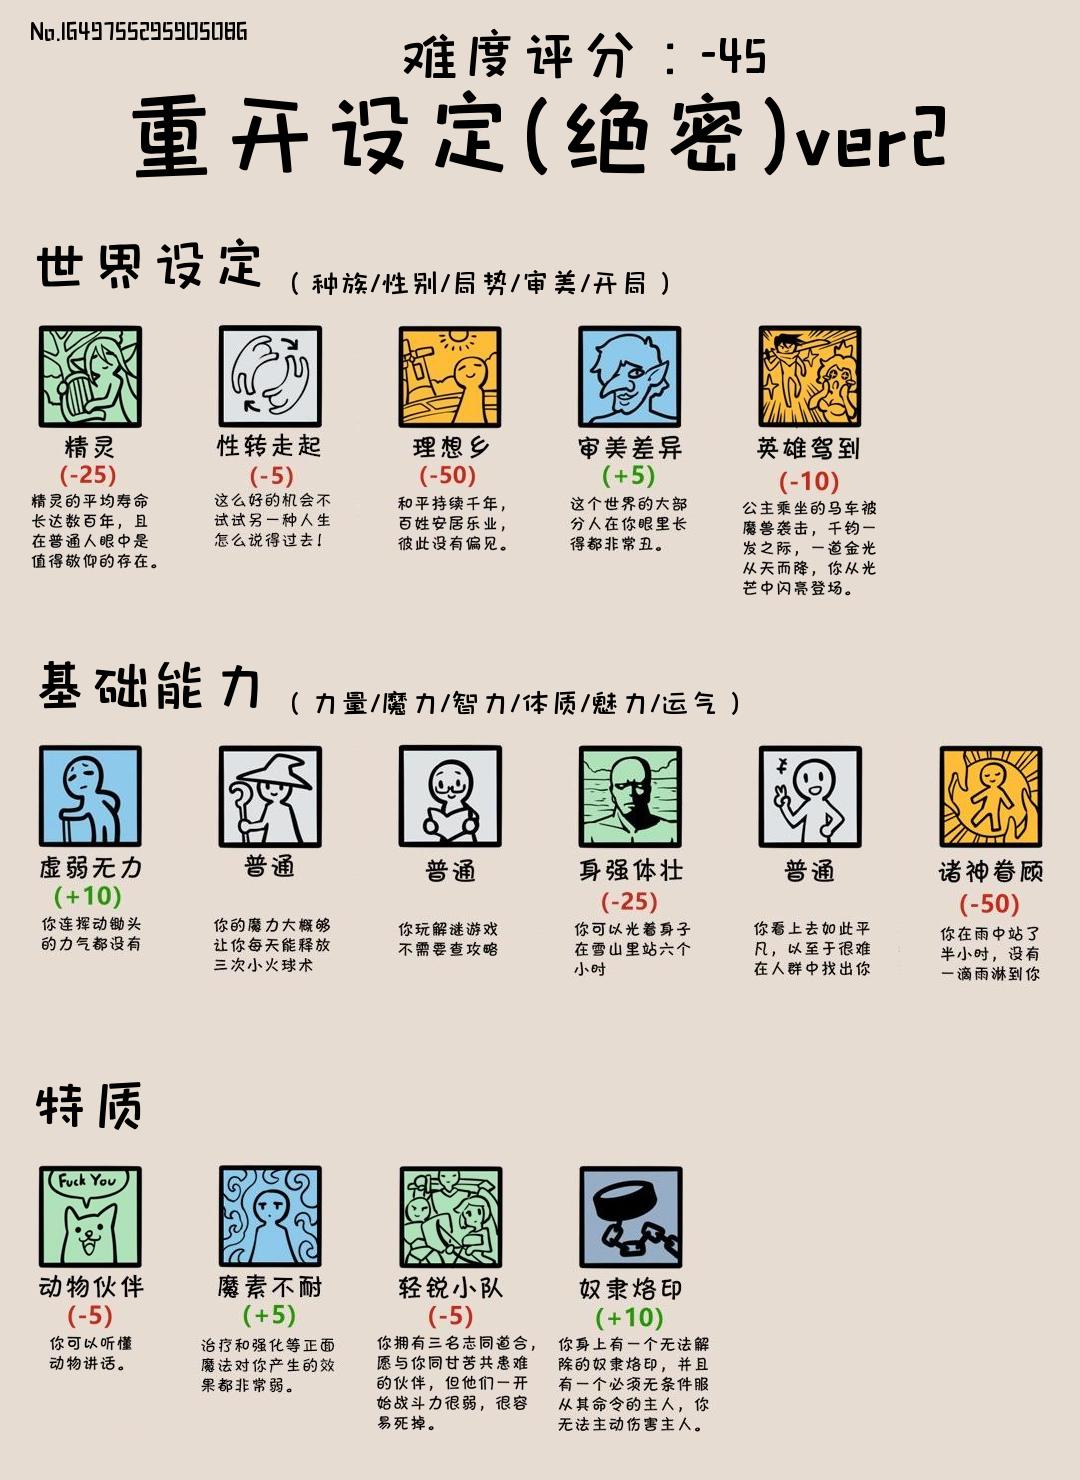 No.1649755295905086
难度评分：-45
重开设定(绝密)ver2
世界设定 （种族/性别/局势/审美/开局）
精灵
(-25)
精灵的平均寿命
长达数百年，且
在普通人眼中是
值得敬仰的存在。
性转走起
(-5)
这么好的机会不
试试另一种人生
怎么说得过去！
理想乡
(-50)
和平持续千年，
百姓安居乐业，
彼此没有偏见。
审美差异
(+5)
这个世界的大部
分人在你眼里长
得都非常丑。
英雄驾到
(-10)
公主乘坐的马车被
魔兽袭击，千钧一
发之际，一道金光
从天而降，你从光
芒中闪亮登场。
基础能力 （力量/魔力/智力/体质/魅力/运气）
虚弱无力
(+10)
你连挥动锄头
的力气都没有
普通
你的魔力大概够
让你每天能释放
三次小火球术
普通
你玩解谜游戏
不需要查攻略
身强体壮
(-25)
你可以光着身子
在雪山里站六个
小时
普通
你看上去如此平
凡，以至于很难
在人群中找出你
诸神眷顾
(-50)
你在雨中站了
半小时，没有
一滴雨淋到你
特质
Fuck You
动物伙伴
(-5)
你可以听懂
动物讲话。
魔素不耐
(+5)
治疗和强化等正面
魔法对你产生的效
果都非常弱。
轻锐小队
(-5)
你拥有三名志同道合，
愿与你同甘苦共患难
的伙伴，但他们一开
始战斗力很弱，很容
易死掉。
奴隶烙印
(+10)
你身上有一个无法解
除的奴隶烙印，并且
有一个必须无条件服
从其命令的主人，你
无法主动伤害主人。